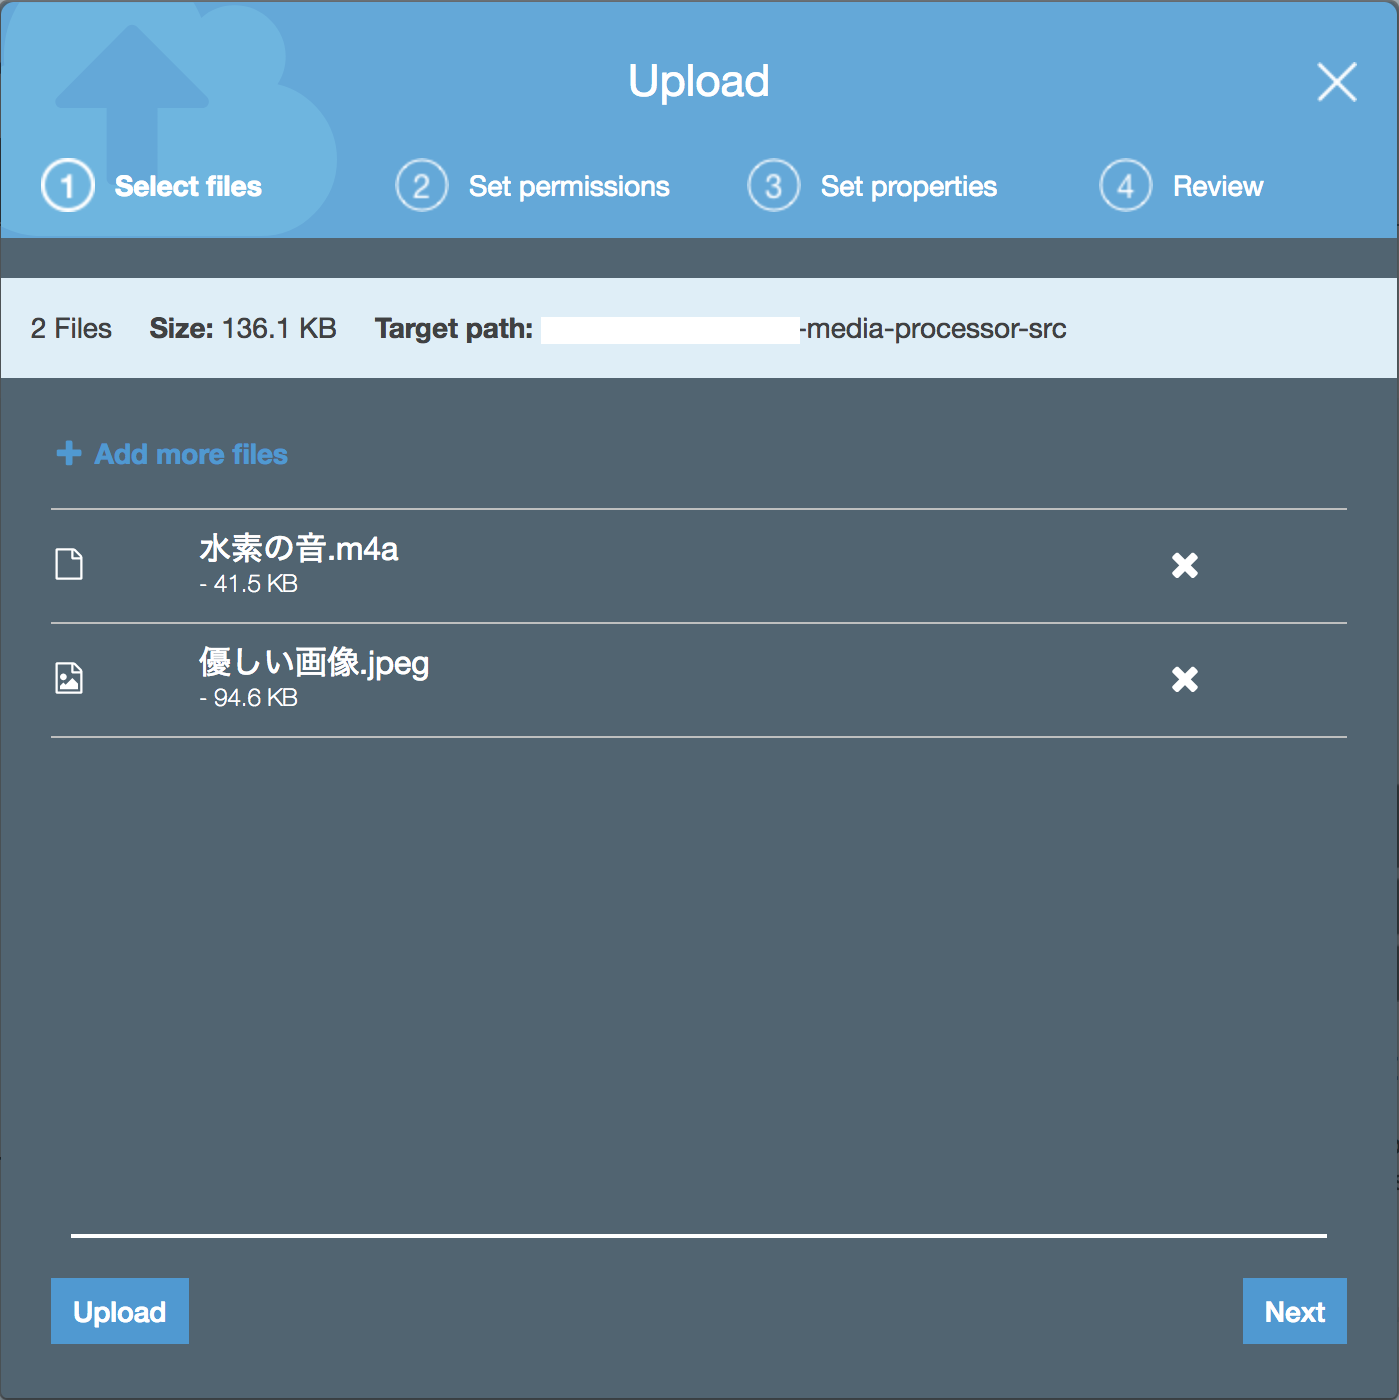 Upload
1 Select files
2 Set permissions
3 Set properties
4 Review
2 Files Size: 136.1 KB Target path: -media-processor-src
Add more files
水素の音.m4a
- 41.5 KB
優しい画像.jpeg
- 94.6 KB
Upload
Next